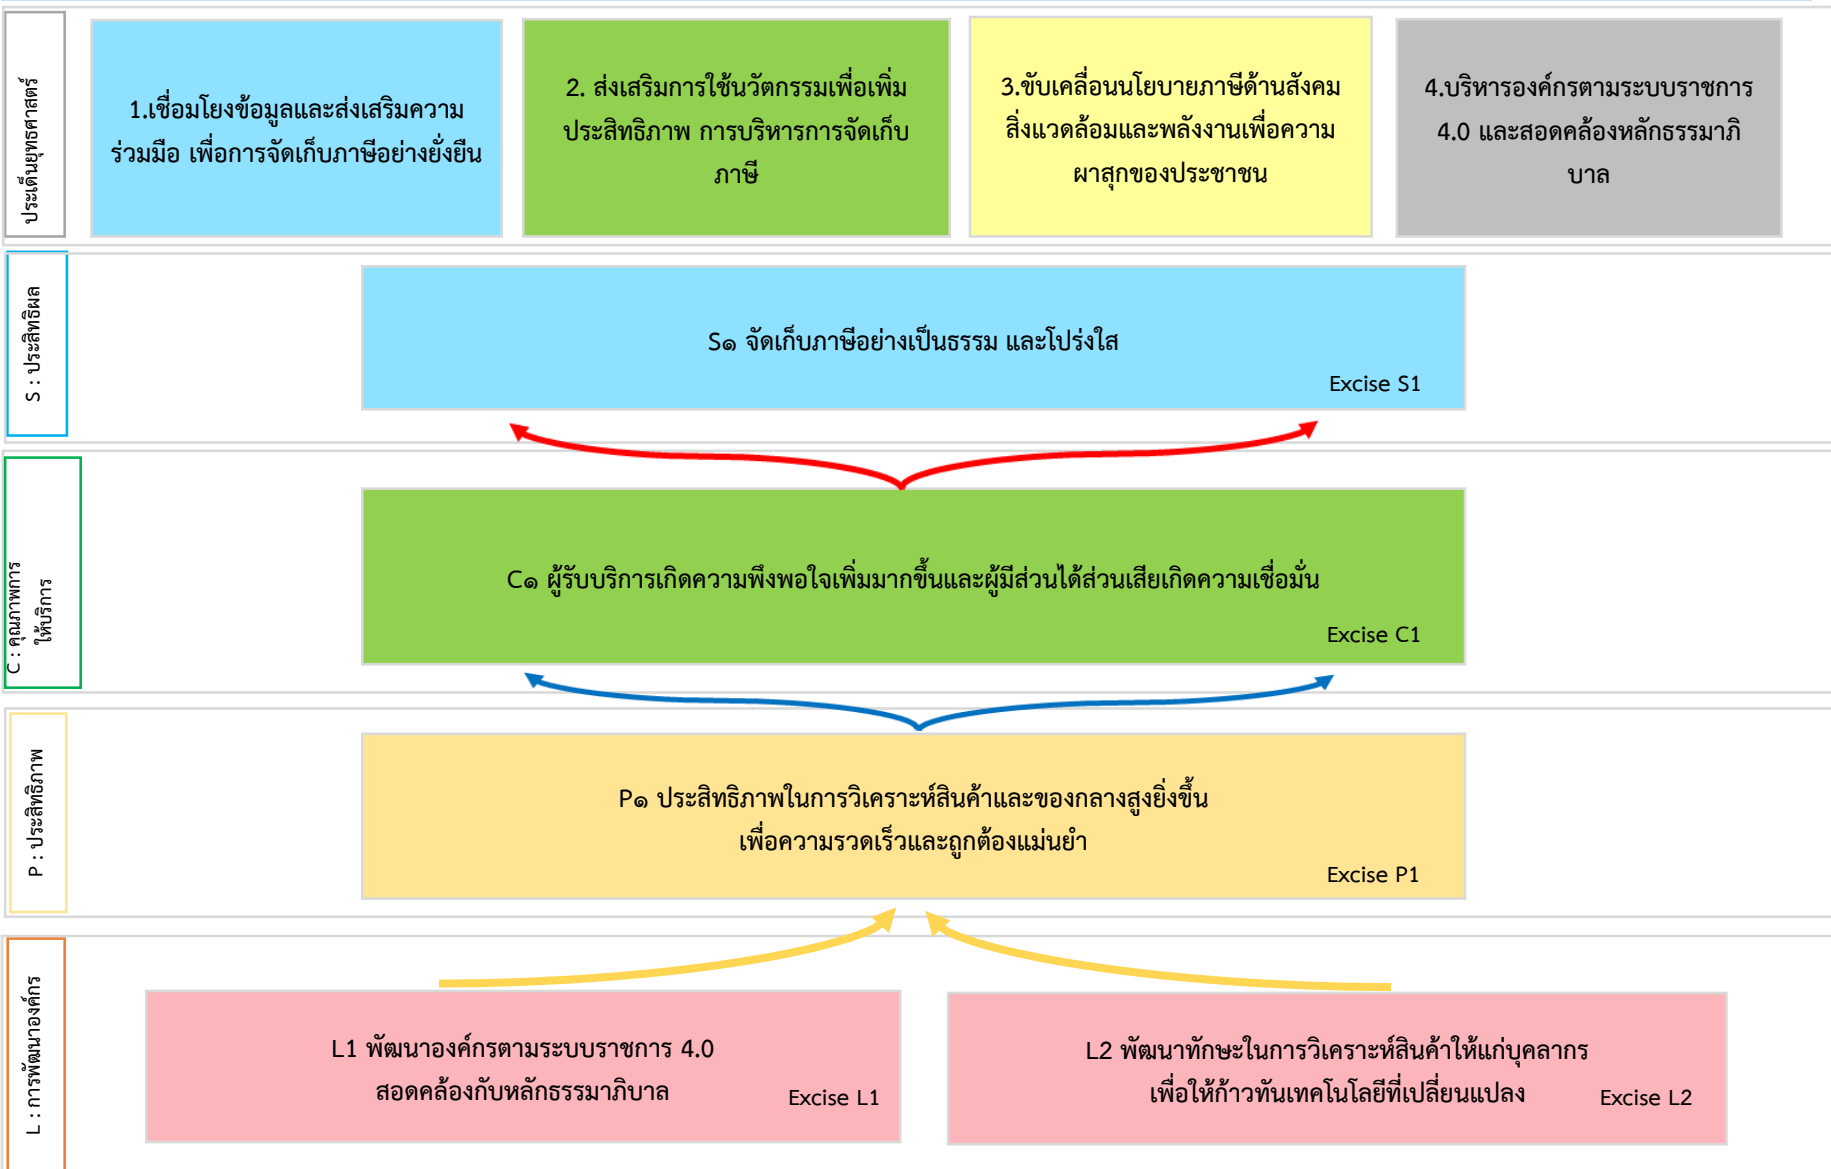 ประเด็นยุทธศาสตร์
1.เชื่อมโยงข้อมูลและส่งเสริมความ
ร่วมมือ เพื่อการจัดเก็บภาษีอย่างยั่งยืน
2. ส่งเสริมการใช้นวัตกรรมเพื่อเพิ่ม
ประสิทธิภาพ การบริหารการจัดเก็บ
ภาษี
3.ขับเคลื่อนนโยบายภาษีด้านสังคม
สิ่งแวดล้อมและพลังงานเพื่อความ
ผาสุกของประชาชน
4.บริหารองค์กรตามระบบราชการ
4.0 และสอดคล้องหลักธรรมาภิ
บาล
S : ประสิทธิผล
S๑ จัดเก็บภาษีอย่างเป็นธรรม และโปร่งใส
Excise S1
C : คุณภาพการ
ให้บริการ
C๑ ผู้รับบริการเกิดความพึงพอใจเพิ่มมากขึ้นและผู้มีส่วนได้ส่วนเสียเกิดความเชื่อมั่น
Excise C1
P : ประสิทธิภาพ
P๑ ประสิทธิภาพในการวิเคราะห์สินค้าและของกลางสูงยิ่งขึ้น
เพื่อความรวดเร็วและถูกต้องแม่นยำ
Excise P1
L : การพัฒนาองค์กร
L1 พัฒนาองค์กรตามระบบราชการ 4.0
สอดคล้องกับหลักธรรมาภิบาล
Excise L1
L2 พัฒนาทักษะในการวิเคราะห์สินค้าให้แก่บุคลากร
เพื่อให้ก้าวทันเทคโนโลยีที่เปลี่ยนแปลง
Excise L2